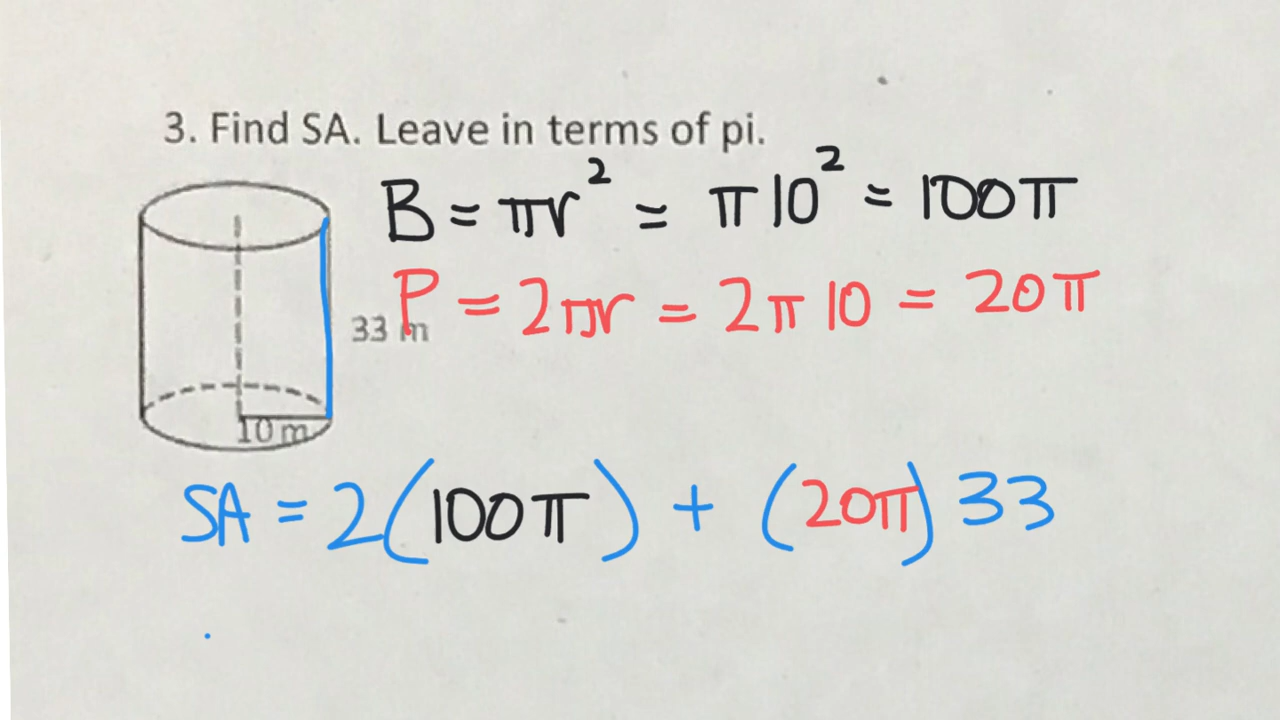 3. Find SA. Leave in terms of pi.
B = πr² = π10² = 100π
P = 2πr = 2π10 = 20π
33 m
10 m
SA = 2(100π) + (20π)33